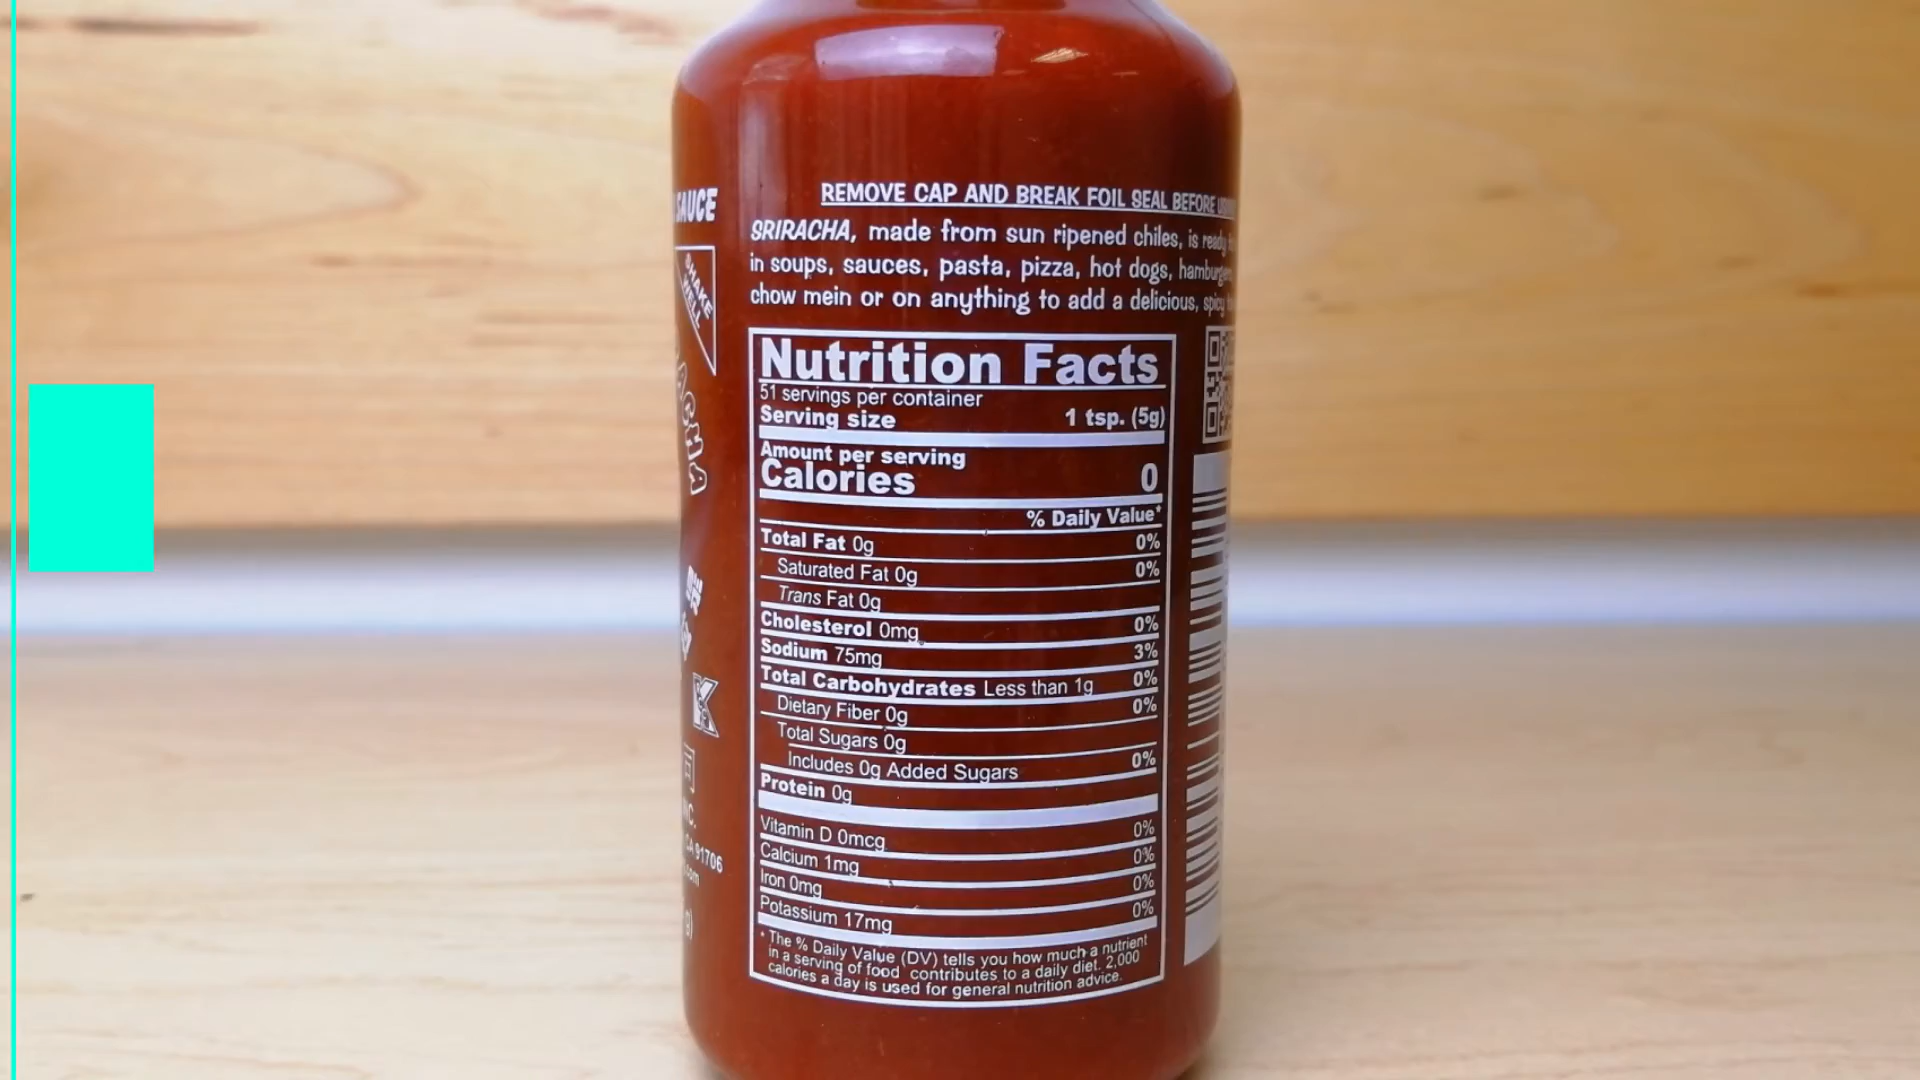 SAUCE
SHAKE
WELL
REMOVE CAP AND BREAK FOIL SEAL BEFORE
SRIRACHA, made from sun ripened chiles, is ready
in soups, sauces, pasta, pizza, hot dogs, hamburgers,
chow mein or on anything to add a delicious, spicy
Nutrition Facts
51 servings per container
Serving size 1 tsp. (5g)
Amount per serving
Calories 0
% Daily Value*
Total Fat 0g 0%
Saturated Fat 0g 0%
Trans Fat 0g
Cholesterol 0mg 0%
Sodium 75mg 3%
Total Carbohydrates Less than 1g 0%
Dietary Fiber 0g 0%
Total Sugars 0g
Includes 0g Added Sugars 0%
Protein 0g
Vitamin D 0mcg 0%
Calcium 1mg 0%
Iron 0mg 0%
Potassium 17mg 0%
* The % Daily Value (DV) tells you how much a nutrient
in a serving of food contributes to a daily diet. 2,000
calories a day is used for general nutrition advice.
CA 91706